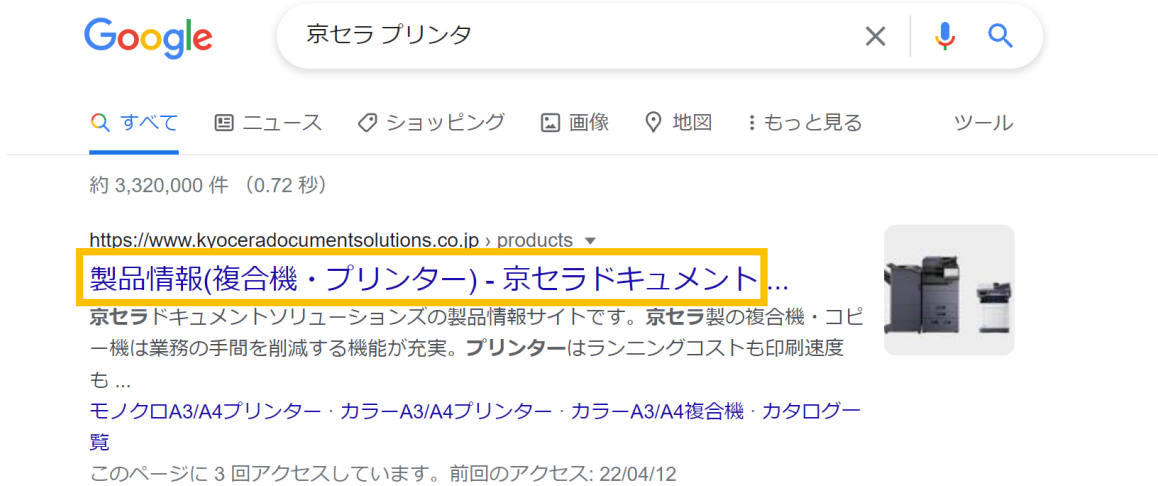 Google 京セラ プリンタ
すべて ニュース ショッピング 画像 地図 もっと見る ツール
約 3,320,000 件 （0.72 秒）
https://www.kyoceradocumentsolutions.co.jp › products
製品情報(複合機・プリンター) - 京セラドキュメント ...
京セラドキュメントソリューションズの製品情報サイトです。京セラ製の複合機・コピ
ー機は業務の手間を削減する機能が充実。プリンターはランニングコストも印刷速度
も ...
モノクロA3/A4プリンター · カラーA3/A4プリンター · カラーA3/A4複合機 · カタログ一
覧
このページに 3 回アクセスしています。前回のアクセス: 22/04/12